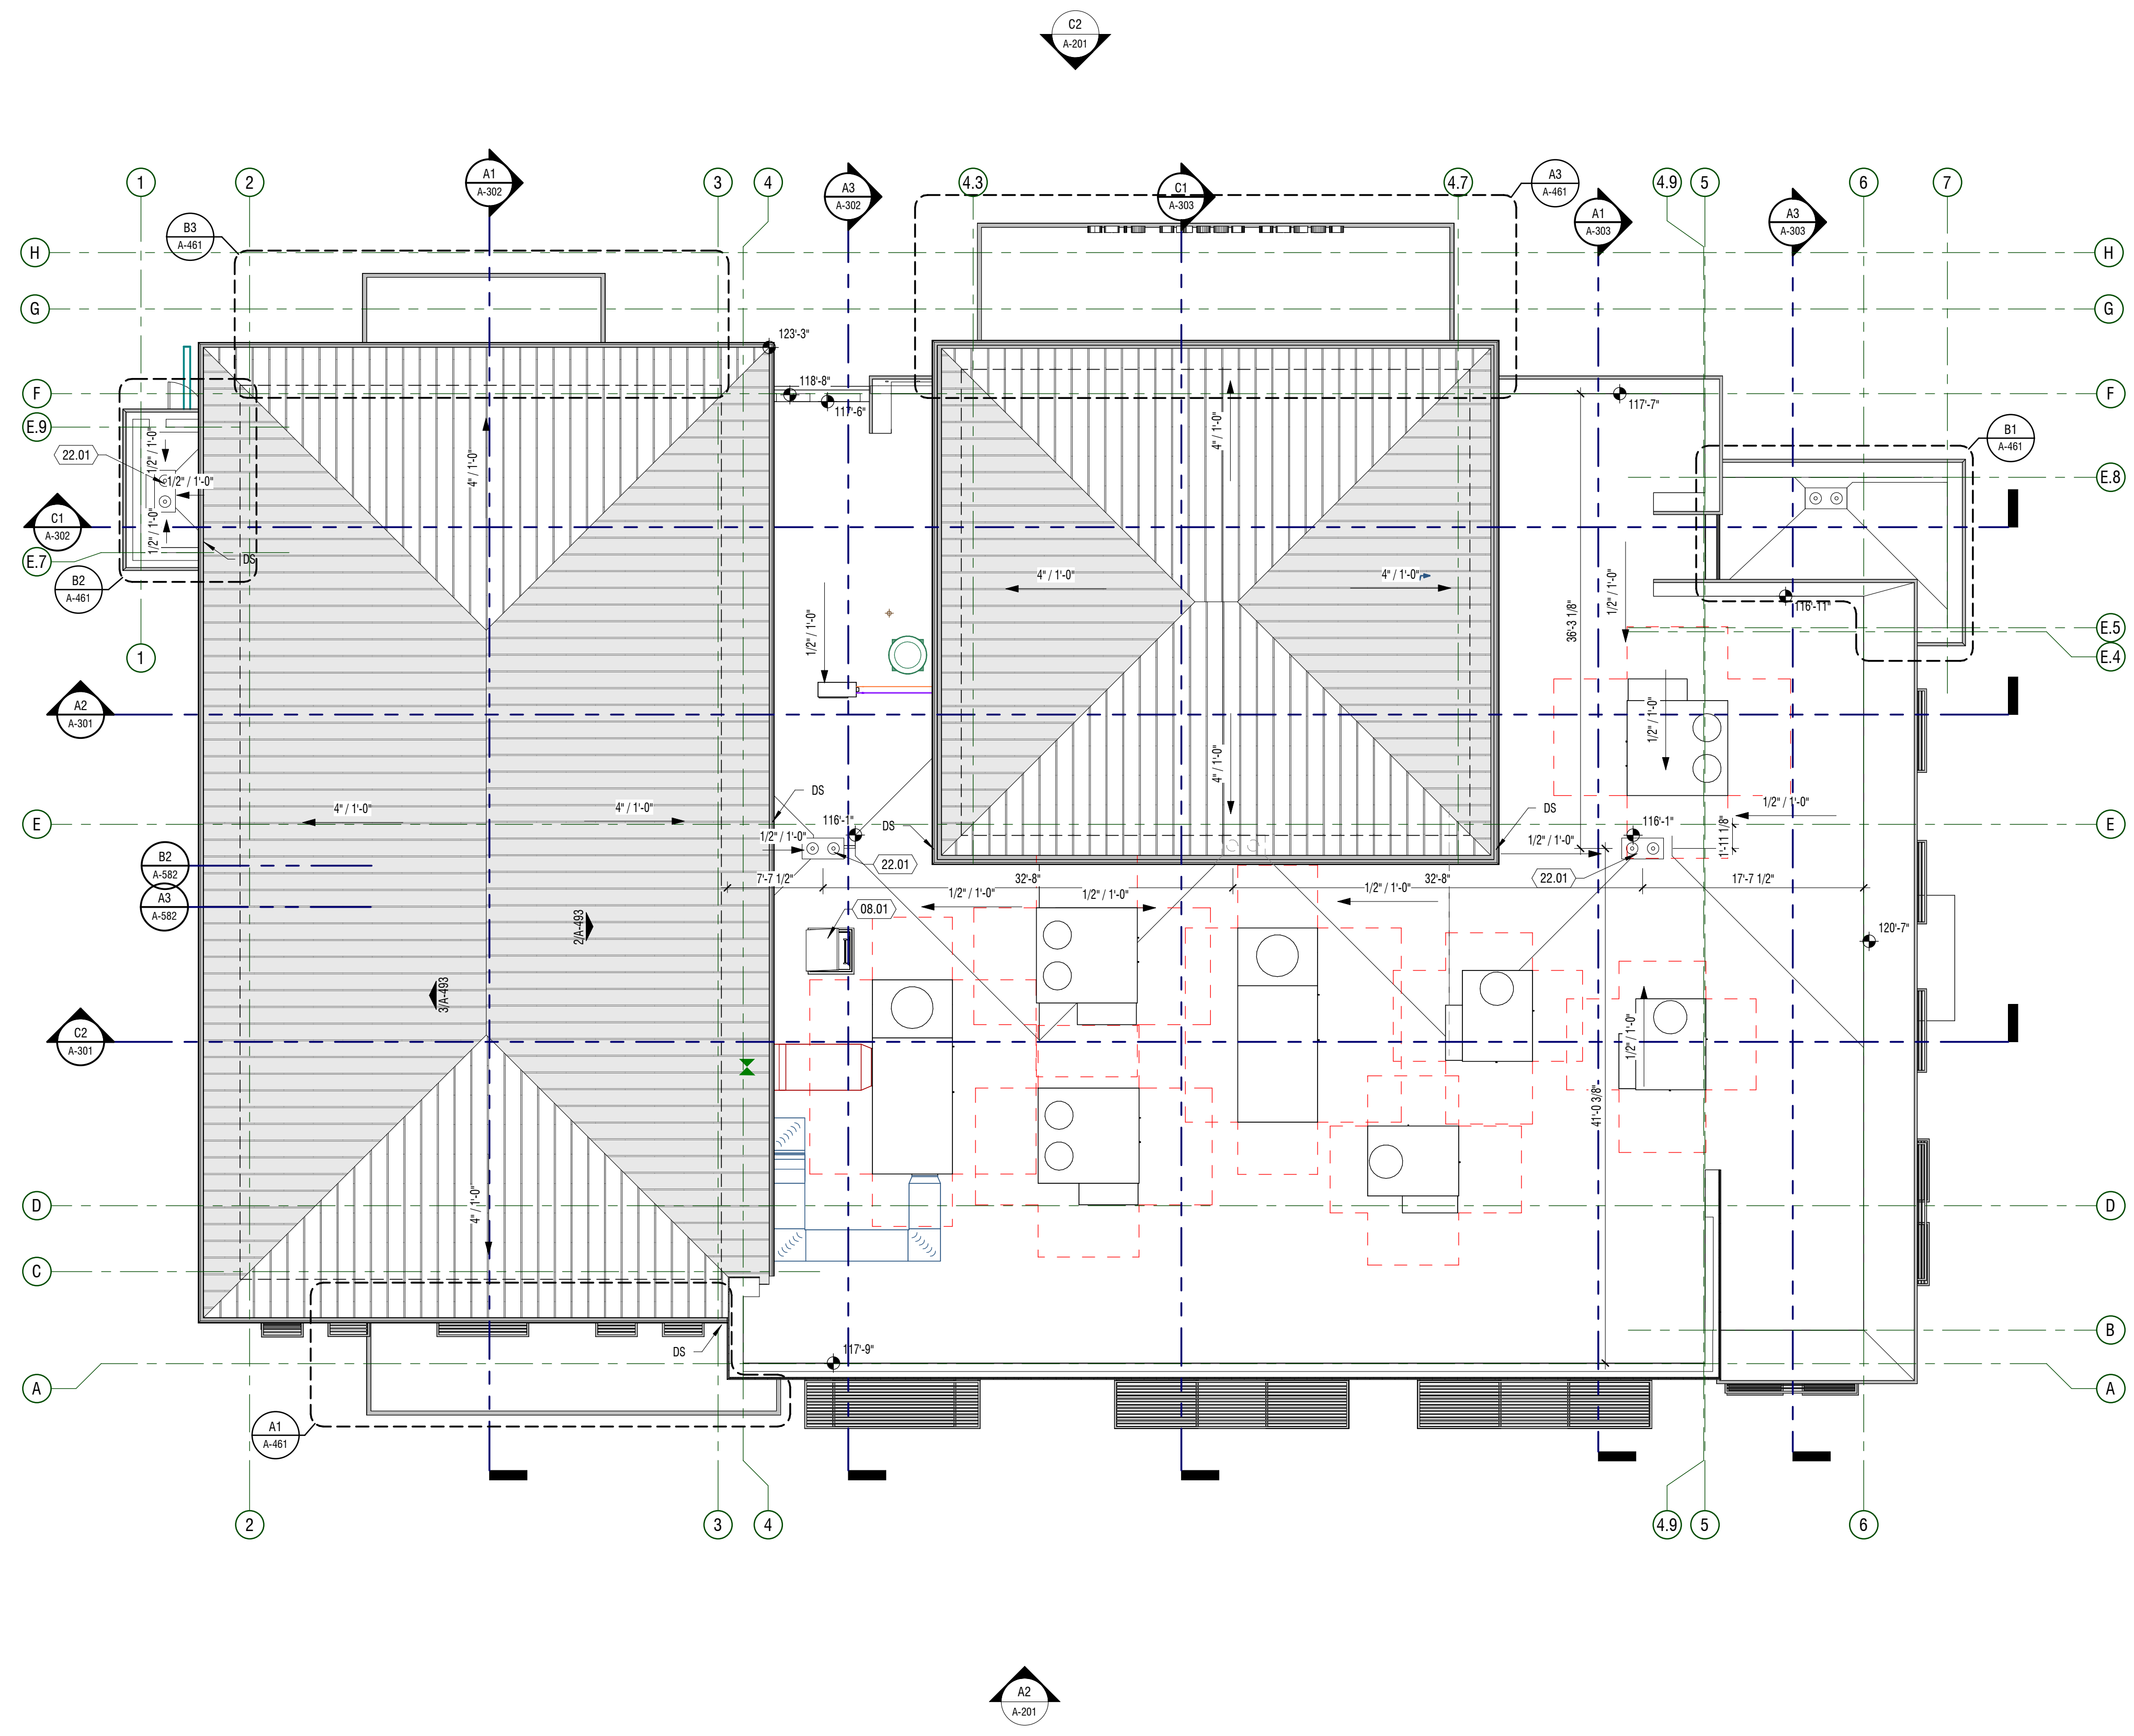 C2
A-201
1
2
A1
A-302
3
4
A3
A-302
4.3
C1
A-303
4.7
A3
A-461
A1
A-303
4.9
5
A3
A-303
6
7
B3
A-461
H
H
G
G
123'-3"
118'-8"
117'-6"
117'-7"
F
F
E.9
22.01
1/2" / 1'-0"
1/2" / 1'-0"
1/2" / 1'-0"
4" / 1'-0"
4" / 1'-0"
B1
A-461
E.8
C1
A-302
E.7
DS
B2
A-461
4" / 1'-0"
4" / 1'-0"
1/2" / 1'-0"
36'-3 1/8"
1/2" / 1'-0"
116'-11"
E.5
E.4
1
A2
A-301
1/2" / 1'-0"
4" / 1'-0"
DS
DS
DS
4" / 1'-0"
4" / 1'-0"
E
116'-1"
1/2" / 1'-0"
1/2" / 1'-0"
116'-1"
1/2" / 1'-0"
1'-11 1/8"
E
B2
A-582
22.01
22.01
7'-7 1/2"
32'-8"
32'-8"
17'-7 1/2"
1/2" / 1'-0"
1/2" / 1'-0"
1/2" / 1'-0"
A3
A-582
08.01
2/A-493
120'-7"
3/A-493
C2
A-301
1/2" / 1'-0"
41'-0 3/8"
D
4" / 1'-0"
D
C
B
DS
117'-9"
A
A
A1
A-461
2
3
4
4.9
5
6
A2
A-201